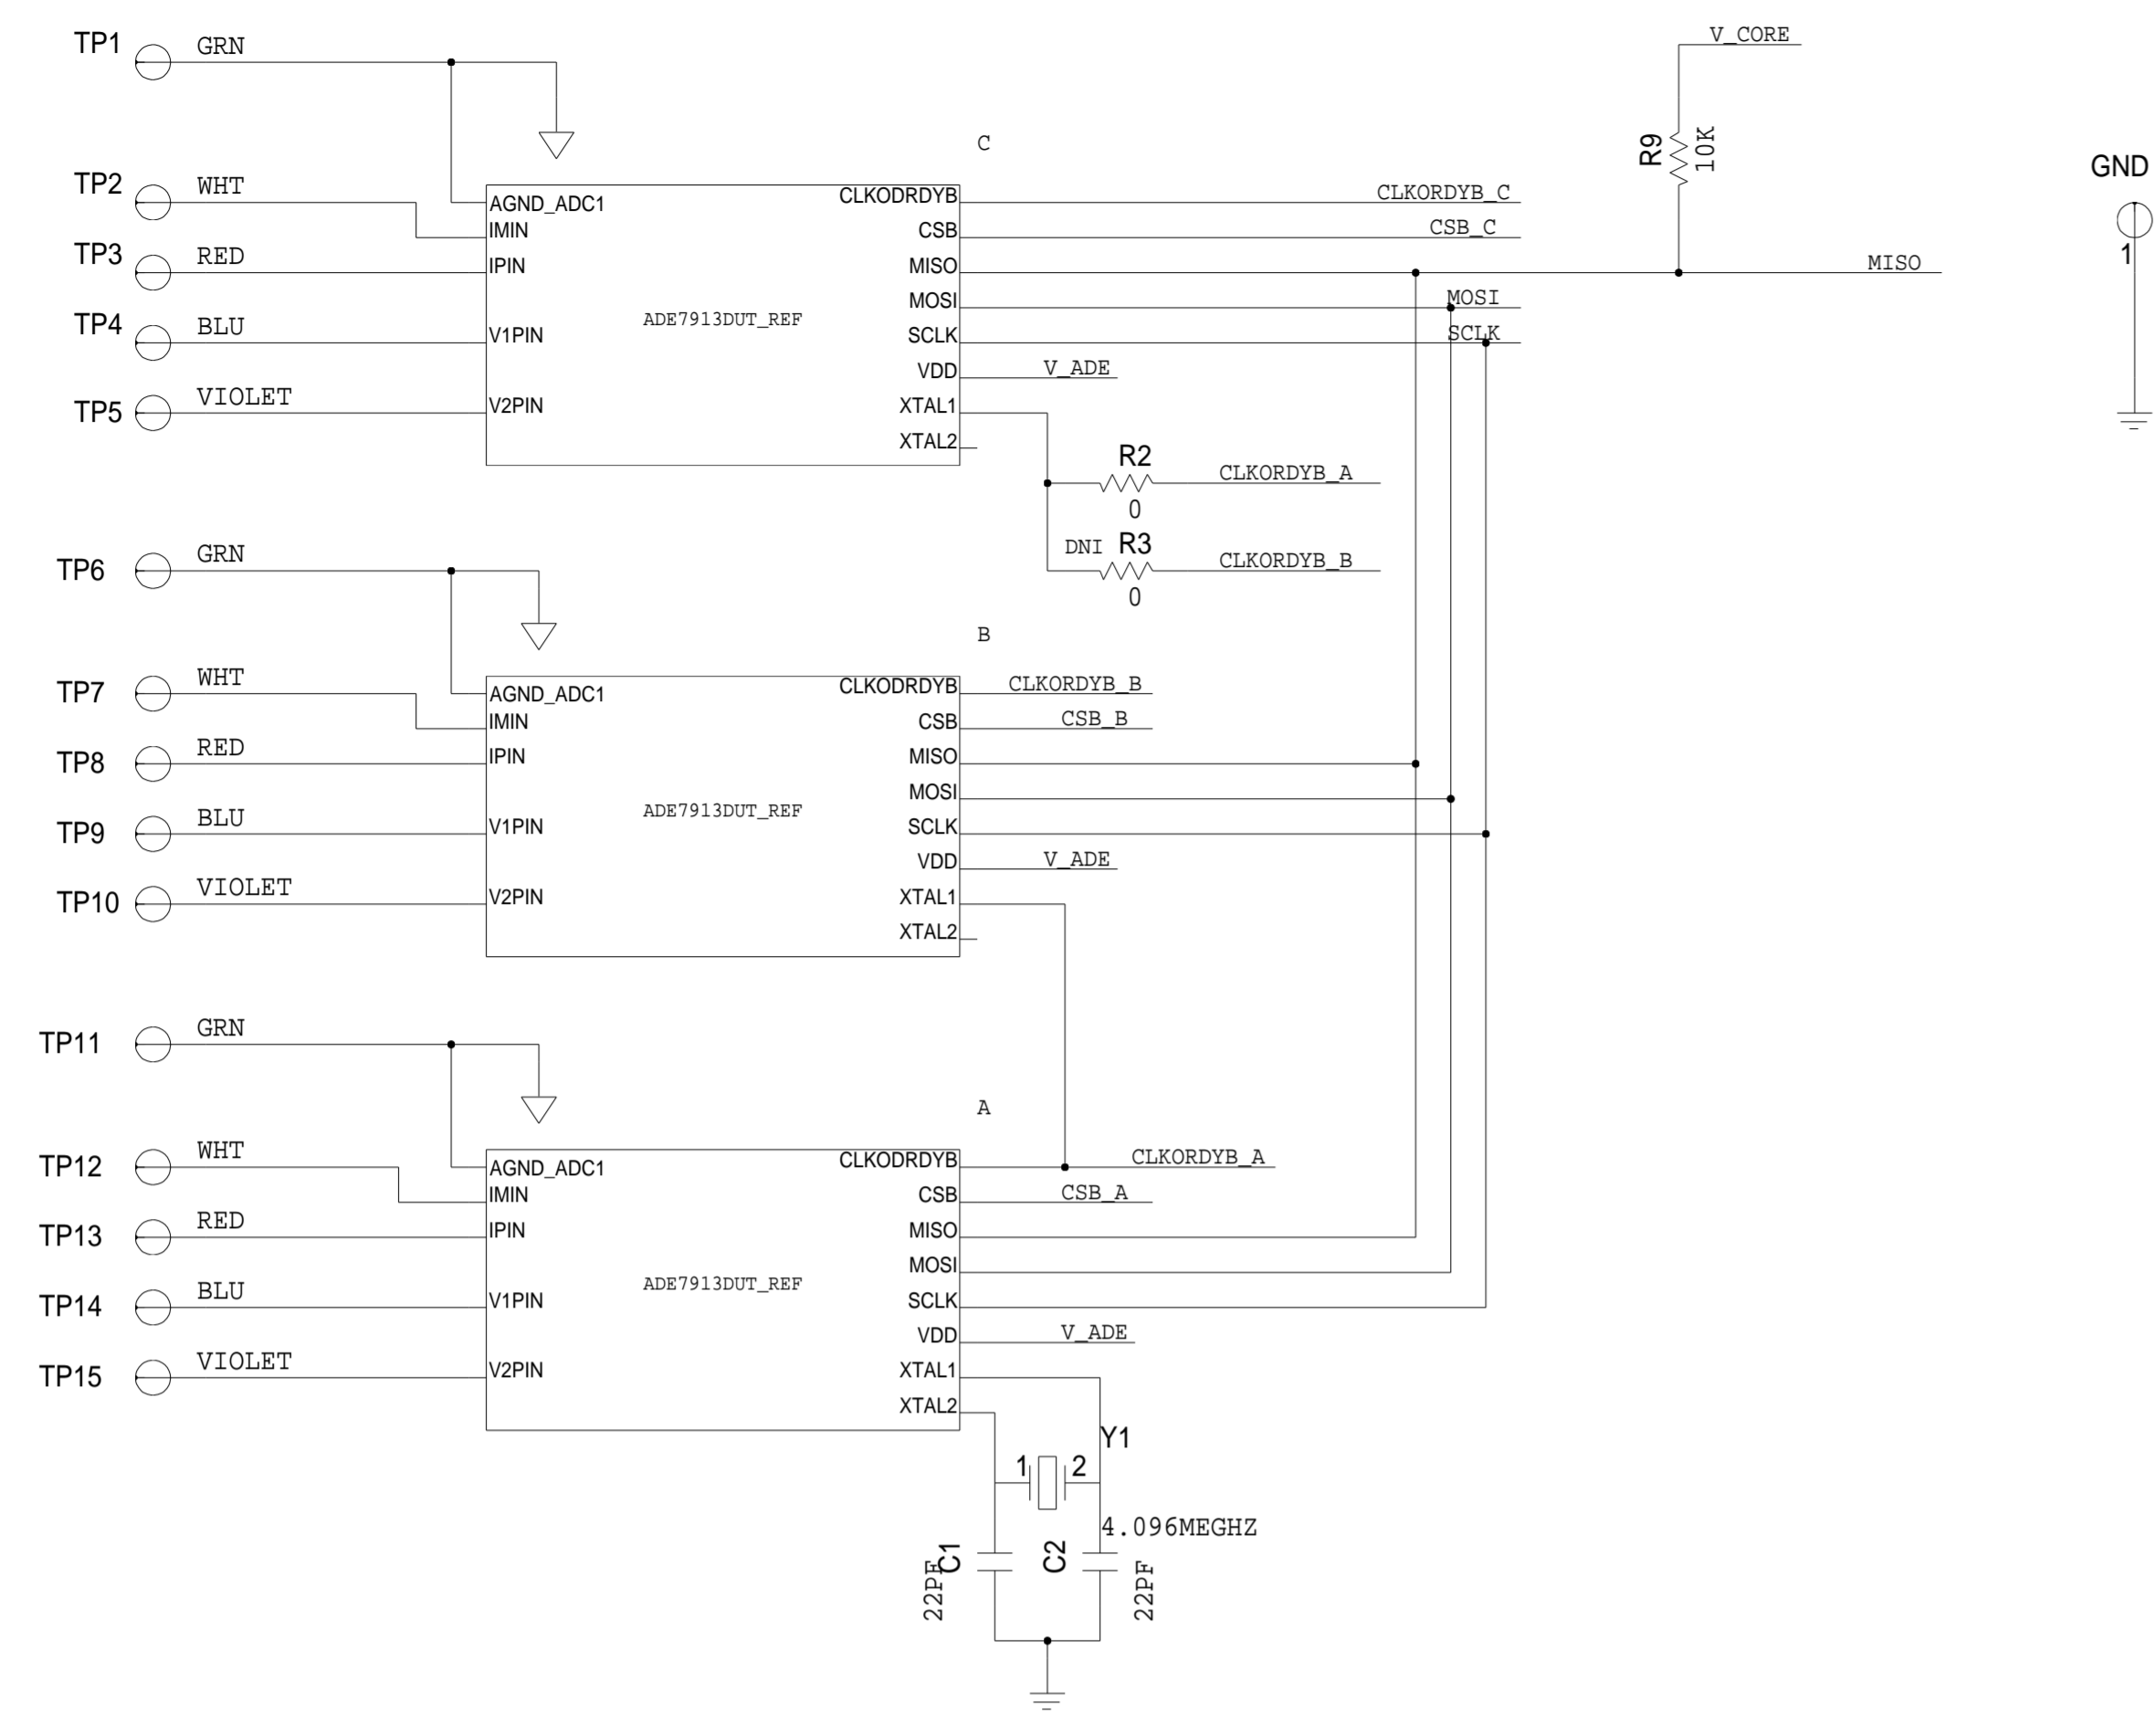 TP1 GRN
V_CORE
R9
10K
GND
1
C
TP2 WHT
TP3 RED
TP4 BLU
TP5 VIOLET
AGND_ADC1
IMIN
IPIN
V1PIN
V2PIN
ADE7913DUT_REF
CLKODRDYB
CSB
MISO
MOSI
SCLK
VDD
XTAL1
XTAL2
CLKORDYB_C
CSB_C
MISO
MOSI
SCLK
V_ADE
R2
0
CLKORDYB_A
DNI R3
0
CLKORDYB_B
TP6 GRN
B
TP7 WHT
TP8 RED
TP9 BLU
TP10 VIOLET
AGND_ADC1
IMIN
IPIN
V1PIN
V2PIN
ADE7913DUT_REF
CLKODRDYB
CSB
MISO
MOSI
SCLK
VDD
XTAL1
XTAL2
CLKORDYB_B
CSB_B
V_ADE
TP11 GRN
A
TP12 WHT
TP13 RED
TP14 BLU
TP15 VIOLET
AGND_ADC1
IMIN
IPIN
V1PIN
V2PIN
ADE7913DUT_REF
CLKODRDYB
CSB
MISO
MOSI
SCLK
VDD
XTAL1
XTAL2
CLKORDYB_A
CSB_A
V_ADE
Y1
1 2
4.096MEGHZ
C1
22PF
C2
22PF